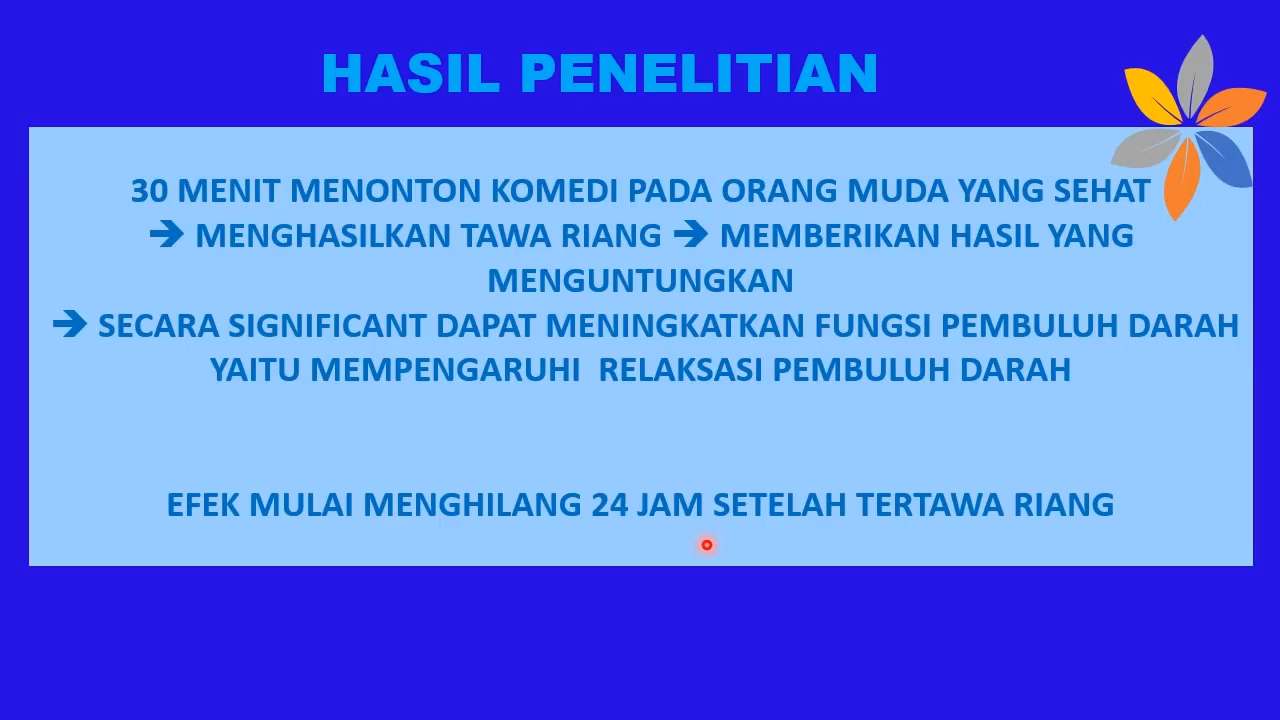 HASIL PENELITIAN
30 MENIT MENONTON KOMEDI PADA ORANG MUDA YANG SEHAT
➔ MENGHASILKAN TAWA RIANG ➔ MEMBERIKAN HASIL YANG
MENGUNTUNGKAN
➔ SECARA SIGNIFICANT DAPAT MENINGKATKAN FUNGSI PEMBULUH DARAH
YAITU MEMPENGARUHI RELAKSASI PEMBULUH DARAH
EFEK MULAI MENGHILANG 24 JAM SETELAH TERTAWA RIANG